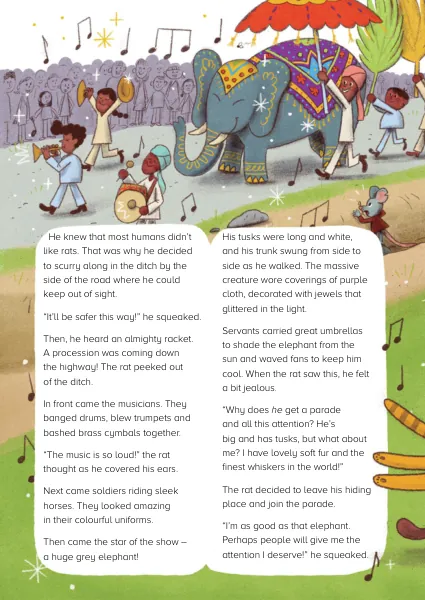 He knew that most humans didn't
like rats. That was why he decided
to scurry along in the ditch by the
side of the road where he could
keep out of sight.
"It'll be safer this way!" he squeaked.
Then, he heard an almighty racket.
A procession was coming down
the highway! The rat peeked out
of the ditch.
In front came the musicians. They
banged drums, blew trumpets and
bashed brass cymbals together.
"The music is so loud!" the rat
thought as he covered his ears.
Next came soldiers riding sleek
horses. They looked amazing
in their colourful uniforms.
Then came the star of the show –
a huge grey elephant!
His tusks were long and white,
and his trunk swung from side to
side as he walked. The massive
creature wore coverings of purple
cloth, decorated with jewels that
glittered in the light.
Servants carried great umbrellas
to shade the elephant from the
sun and waved fans to keep him
cool. When the rat saw this, he felt
a bit jealous.
"Why does he get a parade
and all this attention? He's
big and has tusks, but what about
me? I have lovely soft fur and the
finest whiskers in the world!"
The rat decided to leave his hiding
place and join the parade.
"I'm as good as that elephant.
Perhaps people will give me the
attention I deserve!" he squeaked.